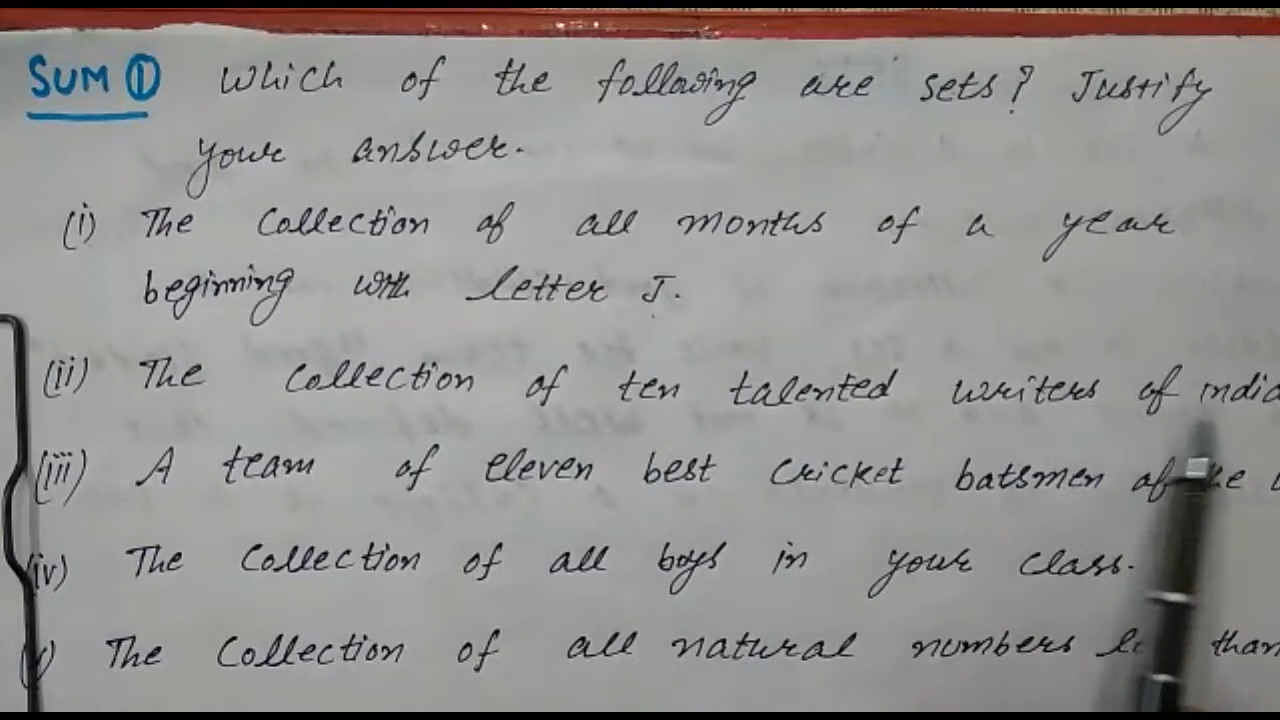 SUM ① Which of the following are sets? Justify
your answer.
(i) The Collection of all months of a year
beginning with letter J.
(ii) The Collection of ten talented writers of
(iii) A team of eleven best cricket batsmen of
(iv) The Collection of all boys in your class.
The Collection of all natural numbers than